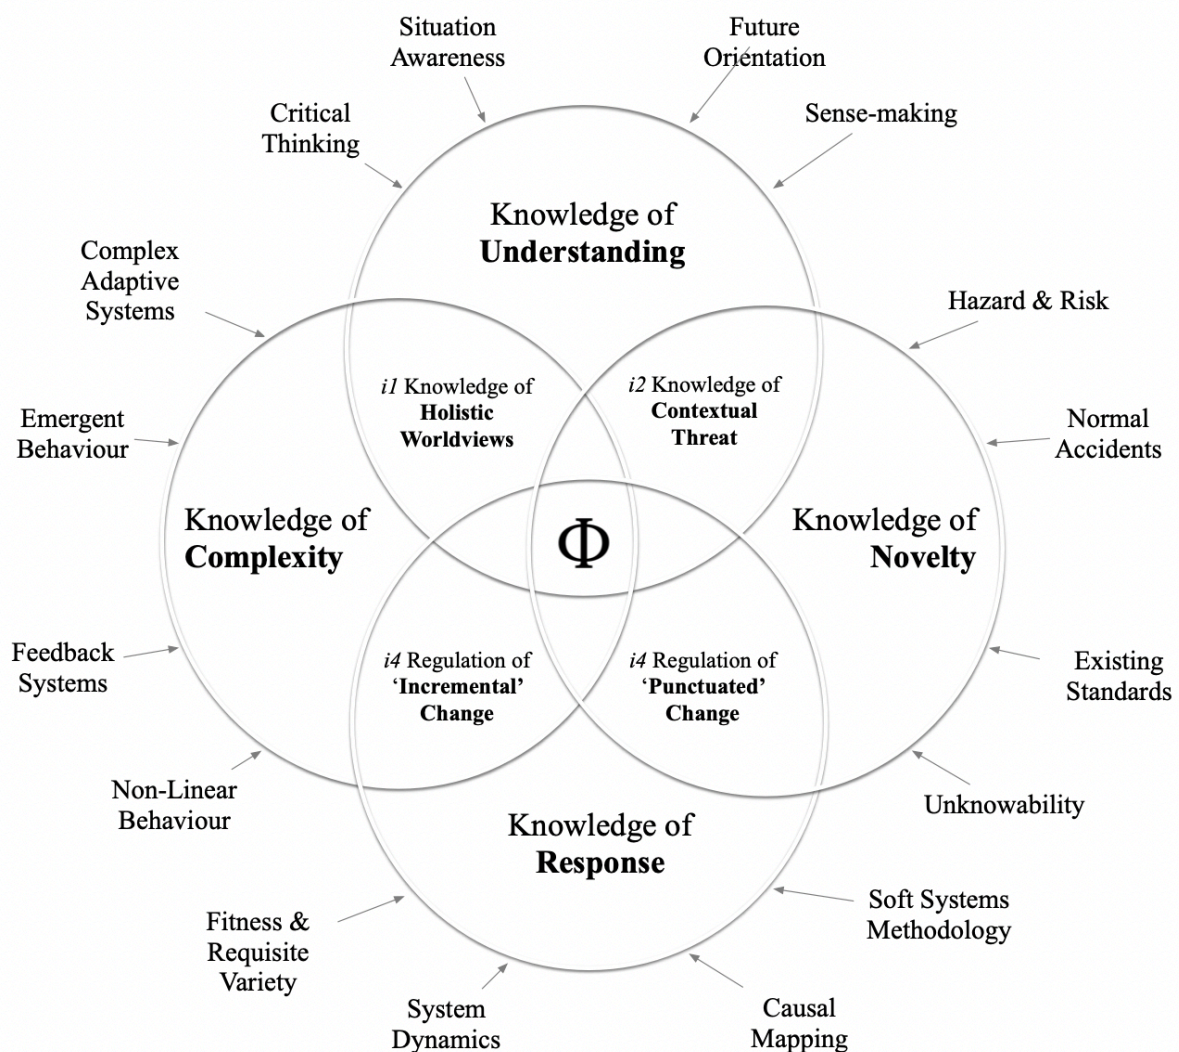 Situation
Awareness
Future
Orientation
Critical
Thinking
Sense-making
Knowledge of
Understanding
Complex
Adaptive
Systems
Hazard & Risk
i1 Knowledge of
Holistic
Worldviews
i2 Knowledge of
Contextual
Threat
Emergent
Behaviour
Normal
Accidents
Knowledge of
Complexity
Φ
Knowledge of
Novelty
Feedback
Systems
i4 Regulation of
‘Incremental’
Change
i4 Regulation of
‘Punctuated’
Change
Existing
Standards
Non-Linear
Behaviour
Unknowability
Knowledge of
Response
Fitness &
Requisite
Variety
Soft Systems
Methodology
System
Dynamics
Causal
Mapping